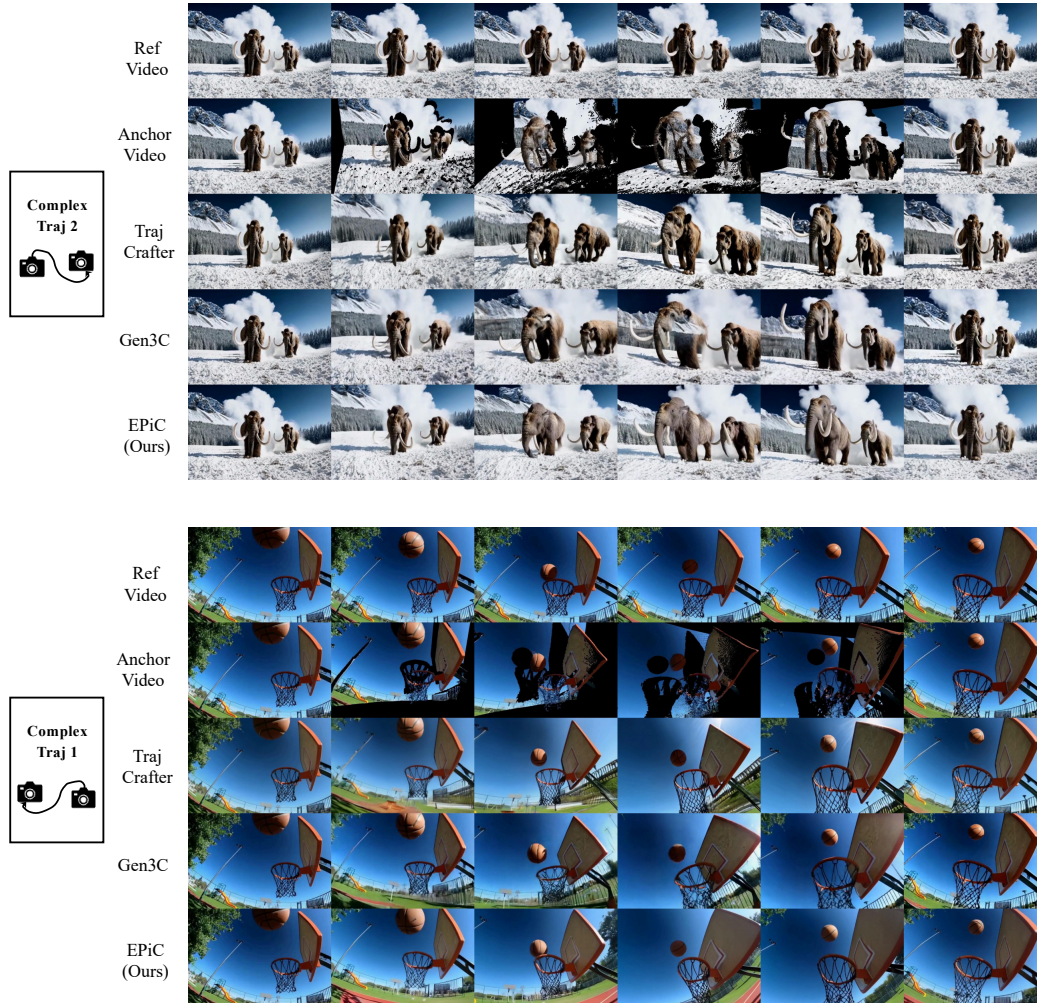 Ref
Video
Anchor
Video
Complex
Traj 2
Traj
Crafter
Gen3C
EPiC
(Ours)
Ref
Video
Anchor
Video
Complex
Traj 1
Traj
Crafter
Gen3C
EPiC
(Ours)